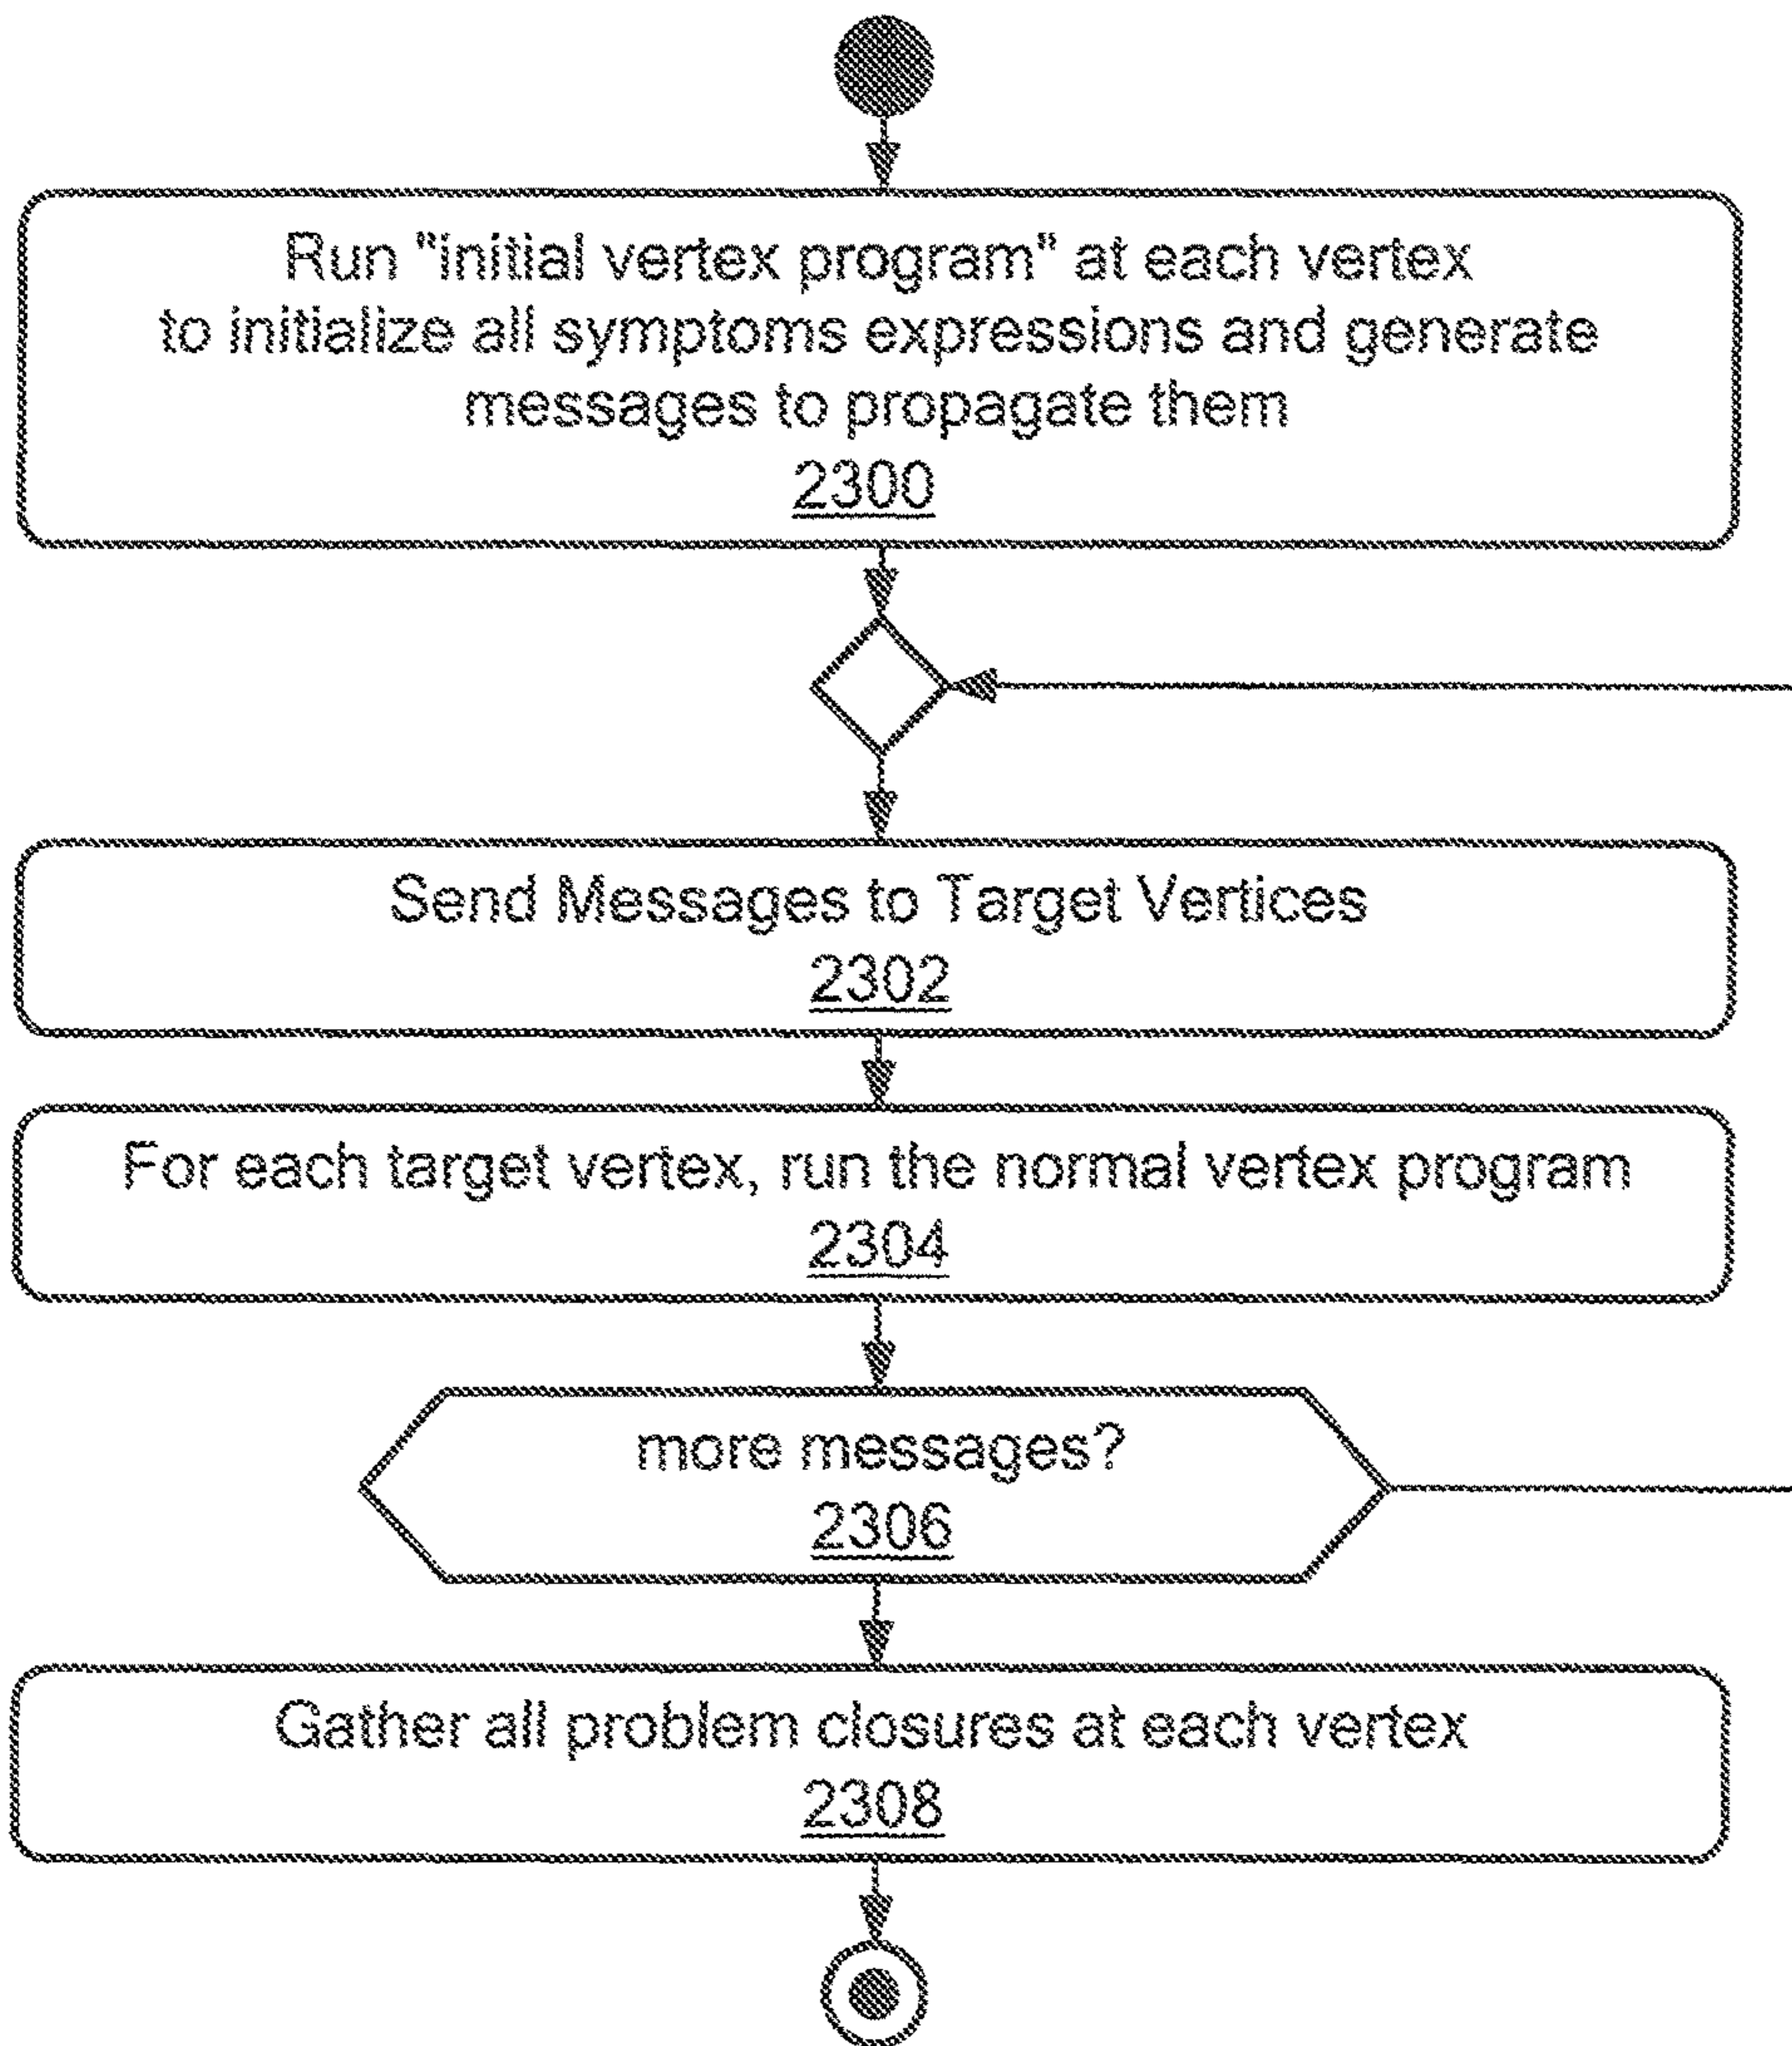 Run "initial vertex program" at each vertex
to initialize all symptoms expressions and generate
messages to propagate them
2300
Send Messages to Target Vertices
2302
For each target vertex, run the normal vertex program
2304
more messages?
2306
Gather all problem closures at each vertex
2308